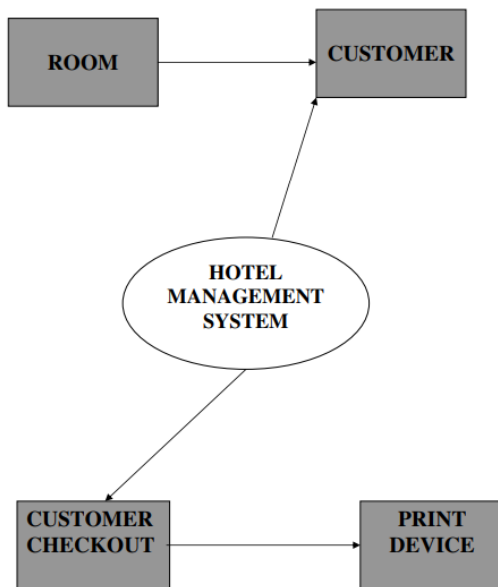 ROOM
CUSTOMER
HOTEL
MANAGEMENT
SYSTEM
CUSTOMER
CHECKOUT
PRINT
DEVICE